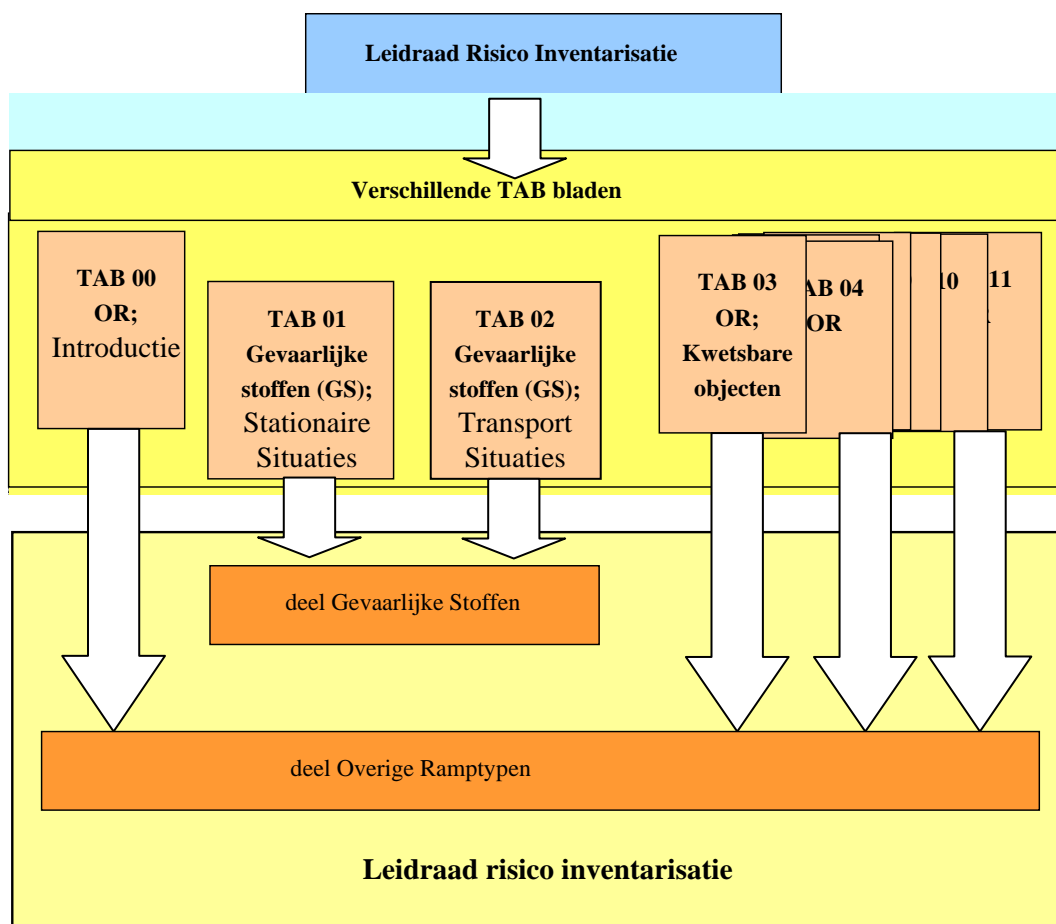 Leidraad Risico Inventarisatie
Verschillende TAB bladen
TAB 00
OR;
Introductie
TAB 01
Gevaarlijke
stoffen (GS);
Stationaire
Situaties
TAB 02
Gevaarlijke
stoffen (GS);
Transport
Situaties
TAB 03
OR;
Kwetsbare
objecten
AB 04
OR
10
11
deel Gevaarlijke Stoffen
deel Overige Ramptypen
Leidraad risico inventarisatie